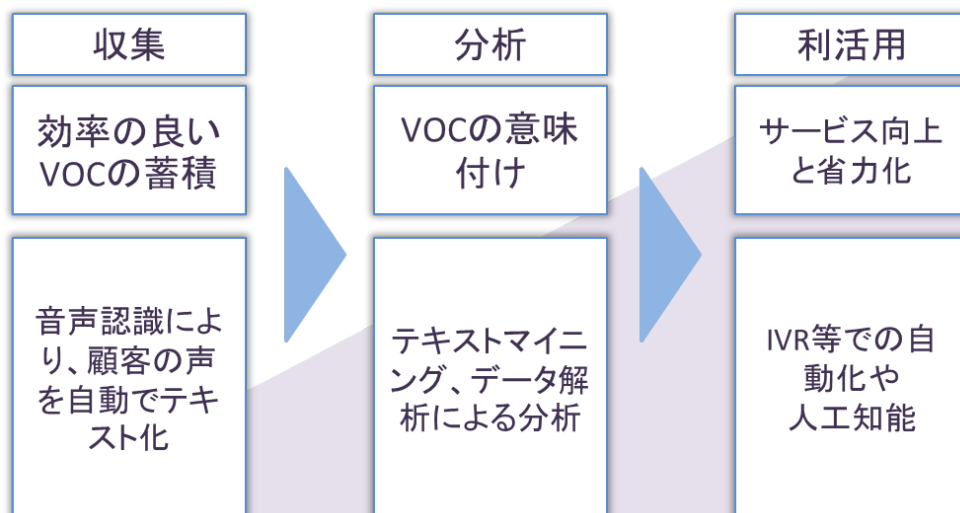 収集
効率の良い
VOCの蓄積
音声認識によ
り、顧客の声
を自動でテキ
スト化
分析
VOCの意味
付け
テキストマイニ
ング、データ解
析による分析
利活用
サービス向上
と省力化
IVR等での自
動化や
人工知能